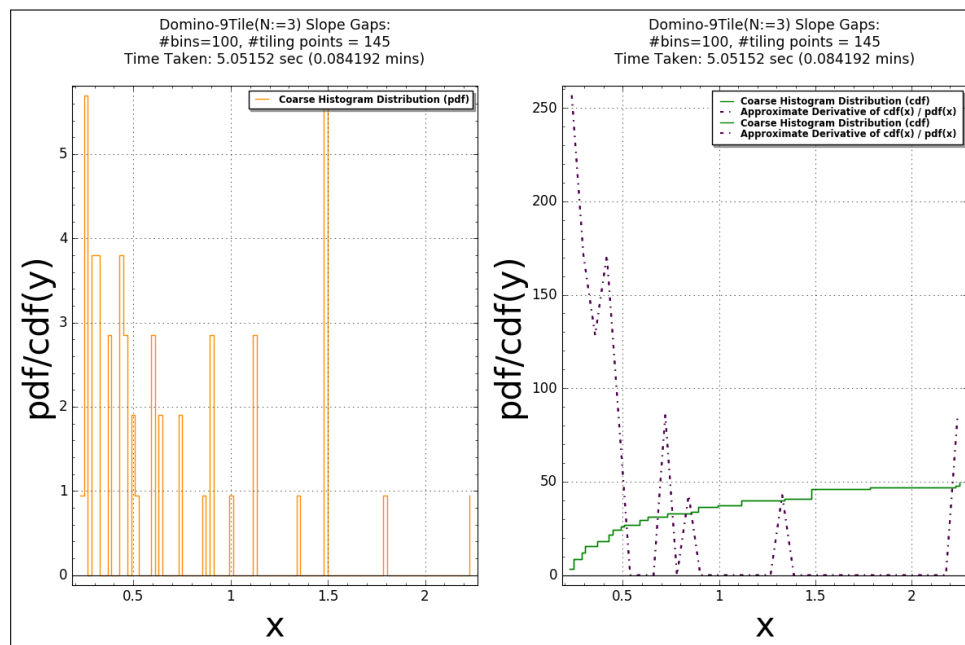 Domino-9Tile(N:=3) Slope Gaps:
#bins=100, #tiling points = 145
Time Taken: 5.05152 sec (0.084192 mins)
Coarse Histogram Distribution (pdf)
pdf/cdf(y)
5
4
3
2
1
0
0.5
1
1.5
2
x
Domino-9Tile(N:=3) Slope Gaps:
#bins=100, #tiling points = 145
Time Taken: 5.05152 sec (0.084192 mins)
Coarse Histogram Distribution (cdf)
Approximate Derivative of cdf(x) / pdf(x)
Coarse Histogram Distribution (cdf)
Approximate Derivative of cdf(x) / pdf(x)
pdf/cdf(y)
250
200
150
100
50
0
0.5
1
1.5
2
x